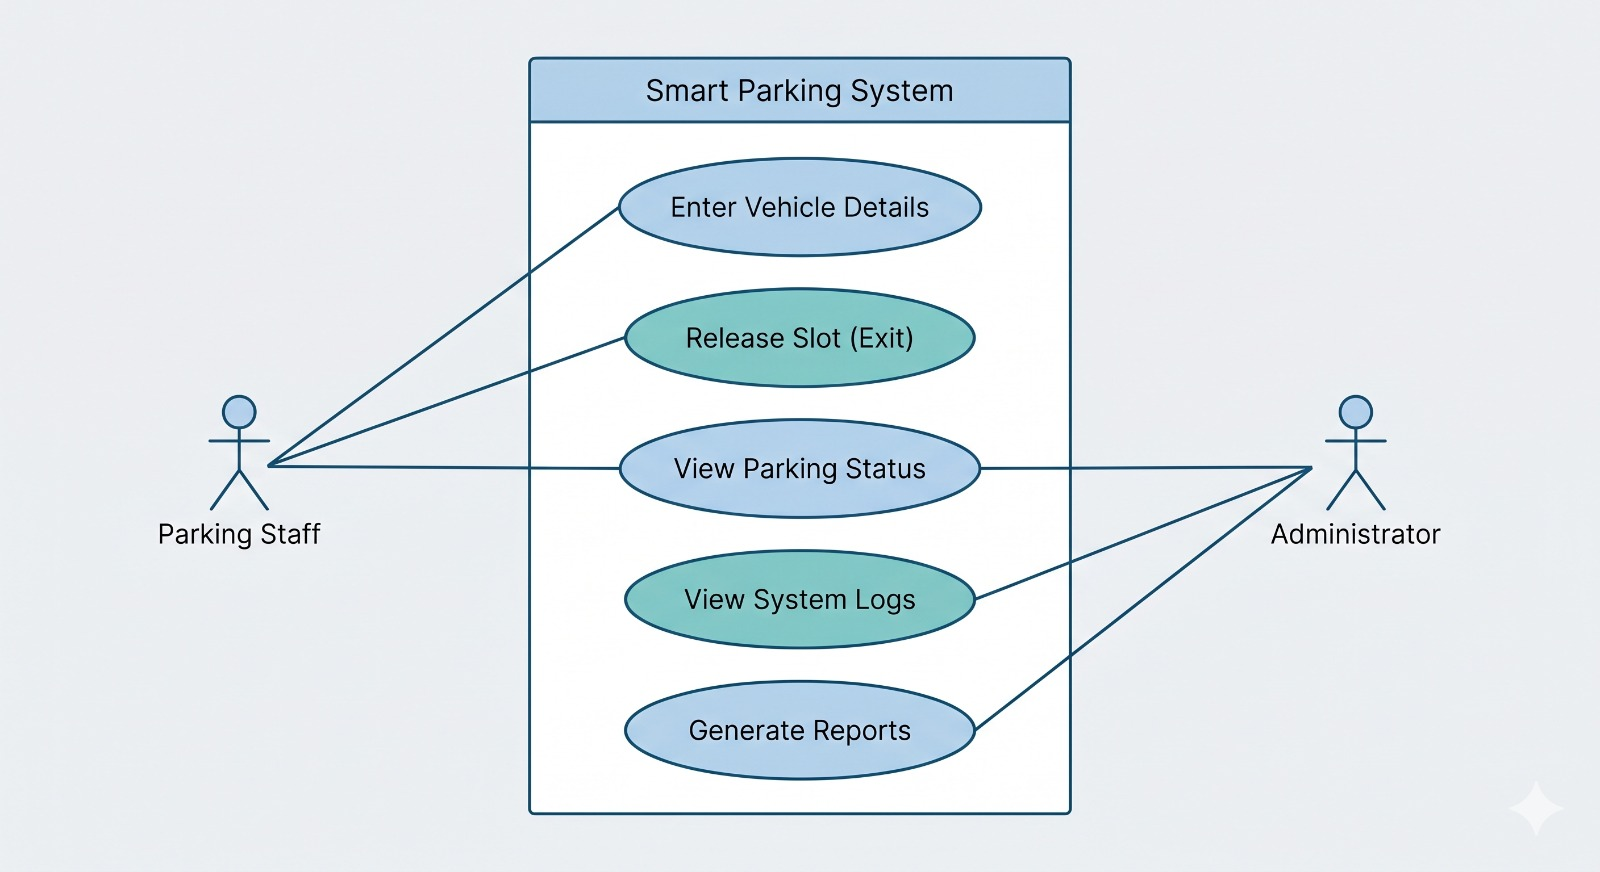 Smart Parking System
Enter Vehicle Details
Release Slot (Exit)
View Parking Status
View System Logs
Generate Reports
Parking Staff
Administrator